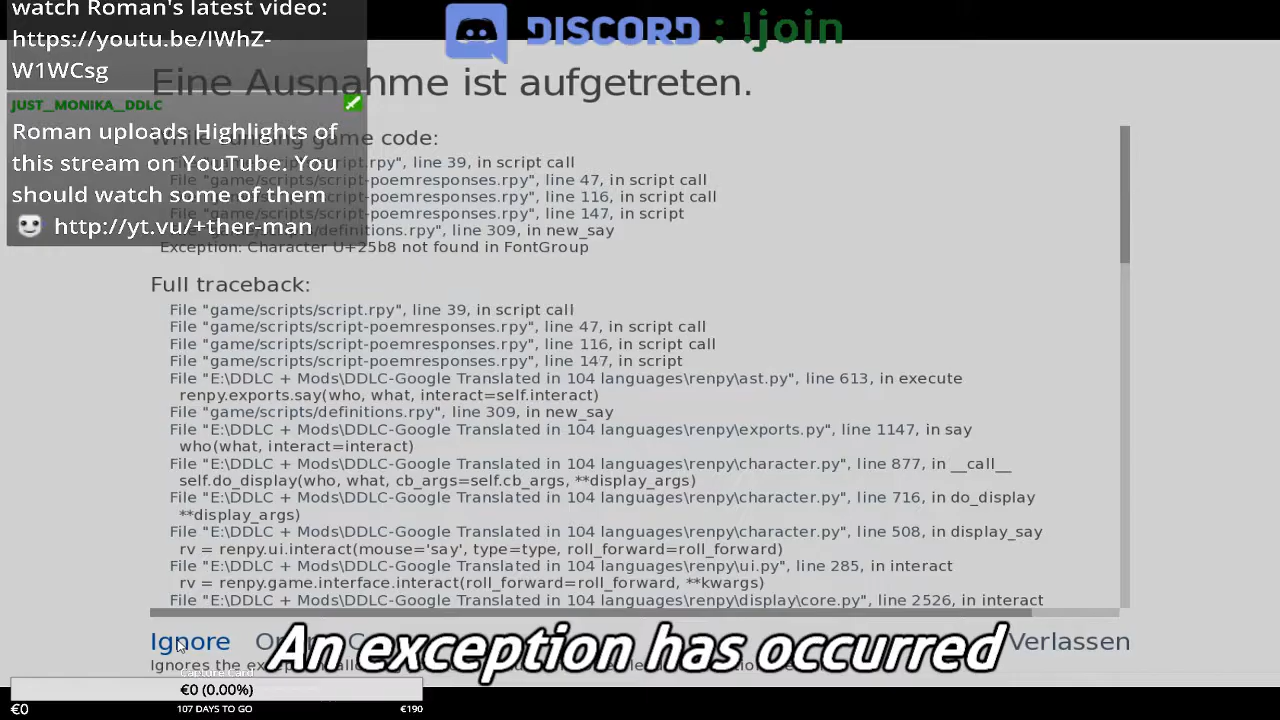 watch Roman's latest video:
https://youtu.be/IWhZ-
W1WCsg
JUST_MONIKA_DDLC
Roman uploads Highlights of
this stream on YouTube. You
should watch some of them
http://yt.vu/+ther-man
DISCORD : !join
Eine Ausnahme ist aufgetreten.
While running game code:
script.rpy", line 39, in script call
File "game/scripts/script-poemresponses.rpy", line 47, in script call
script-poemresponses.rpy", line 116, in script call
script-poemresponses.rpy", line 147, in script
File "game/scripts/definitions.rpy", line 309, in new_say
Exception: Character U+25b8 not found in FontGroup
Full traceback:
File "game/scripts/script.rpy", line 39, in script call
File "game/scripts/script-poemresponses.rpy", line 47, in script call
File "game/scripts/script-poemresponses.rpy", line 116, in script call
File "game/scripts/script-poemresponses.rpy", line 147, in script
File "E:\DDLC + Mods\DDLC-Google Translated in 104 languages\renpy\ast.py", line 613, in execute
renpy.exports.say(who, what, interact=self.interact)
File "game/scripts/definitions.rpy", line 309, in new_say
File "E:\DDLC + Mods\DDLC-Google Translated in 104 languages\renpy\exports.py", line 1147, in say
who(what, interact=interact)
File "E:\DDLC + Mods\DDLC-Google Translated in 104 languages\renpy\character.py", line 877, in __call__
self.do_display(who, what, cb_args=self.cb_args, **display_args)
File "E:\DDLC + Mods\DDLC-Google Translated in 104 languages\renpy\character.py", line 716, in do_display
**display_args)
File "E:\DDLC + Mods\DDLC-Google Translated in 104 languages\renpy\character.py", line 508, in display_say
rv = renpy.ui.interact(mouse='say', type=type, roll_forward=roll_forward)
File "E:\DDLC + Mods\DDLC-Google Translated in 104 languages\renpy\ui.py", line 285, in interact
rv = renpy.game.interface.interact(roll_forward=roll_forward, **kwargs)
File "E:\DDLC + Mods\DDLC-Google Translated in 104 languages\renpy\display\core.py", line 2526, in interact
Ignore
Verlassen
An exception has occurred
Ignores the
Capture Card
€0 (0.00%)
€0
107 DAYS TO GO
€190